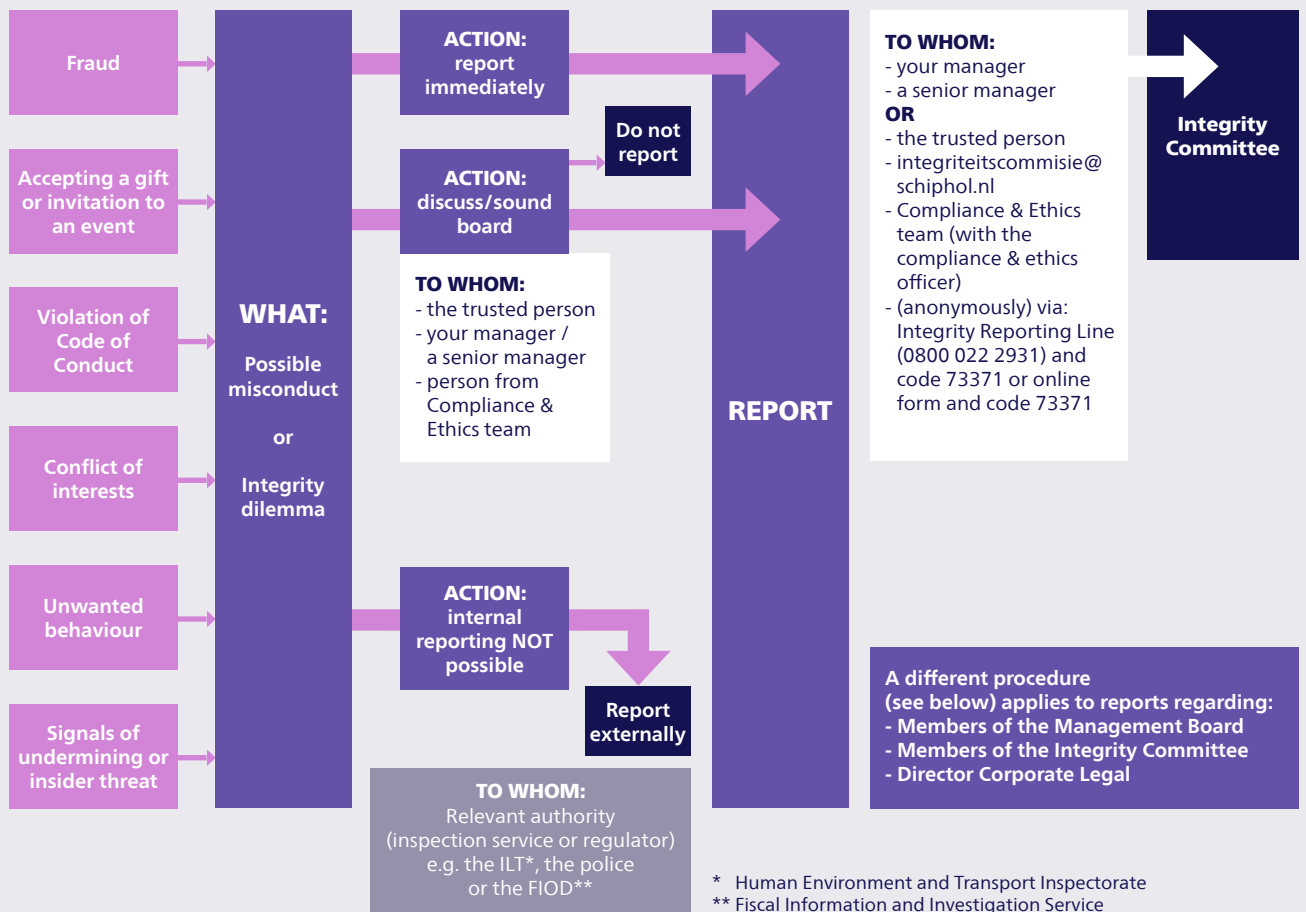 Fraud
Accepting a gift
or invitation to
an event
Violation of
Code of
Conduct
Conflict of
interests
Unwanted
behaviour
Signals of
undermining or
insider threat
WHAT:
Possible
misconduct
or
Integrity
dilemma
ACTION:
report
immediately
Do not
report
ACTION:
discuss/sound
board
TO WHOM:
- the trusted person
- your manager /
a senior manager
- person from
Compliance &
Ethics team
ACTION:
internal
reporting NOT
possible
Report
externally
TO WHOM:
Relevant authority
(inspection service or regulator)
e.g. the ILT*, the police
or the FIOD**
REPORT
TO WHOM:
- your manager
- a senior manager
OR
- the trusted person
- integriteitscommisie@
schiphol.nl
- Compliance & Ethics
team (with the
compliance & ethics
officer)
- (anonymously) via:
Integrity Reporting Line
(0800 022 2931) and
code 73371 or online
form and code 73371
Integrity
Committee
A different procedure
(see below) applies to reports regarding:
- Members of the Management Board
- Members of the Integrity Committee
- Director Corporate Legal
* Human Environment and Transport Inspectorate
** Fiscal Information and Investigation Service